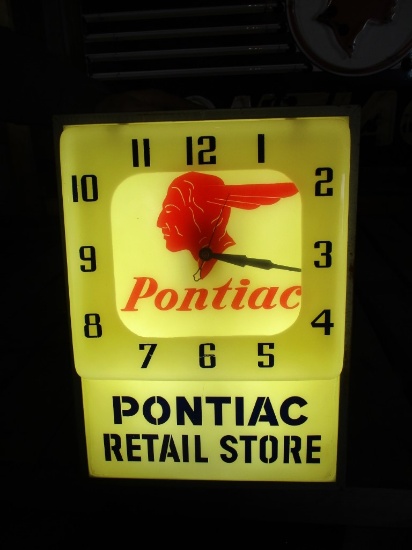 11 12 1
10 2
9 3
Pontiac
8 4
7 6 5
PONTIAC
RETAIL STORE